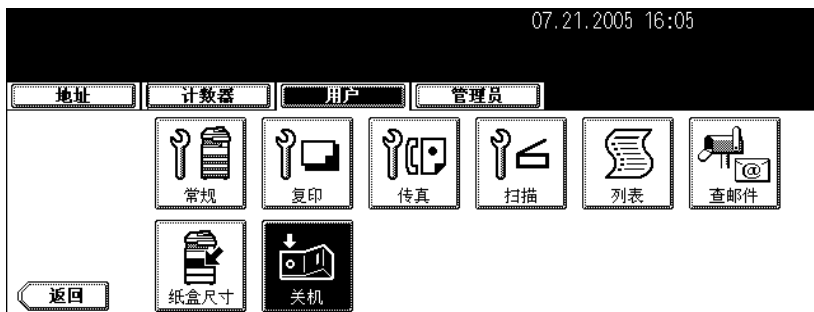 07.21.2005 16:05
地址 计数器 用户 管理员
常规 复印 传真 扫描 列表 查邮件
@
纸盒尺寸 关机
返回